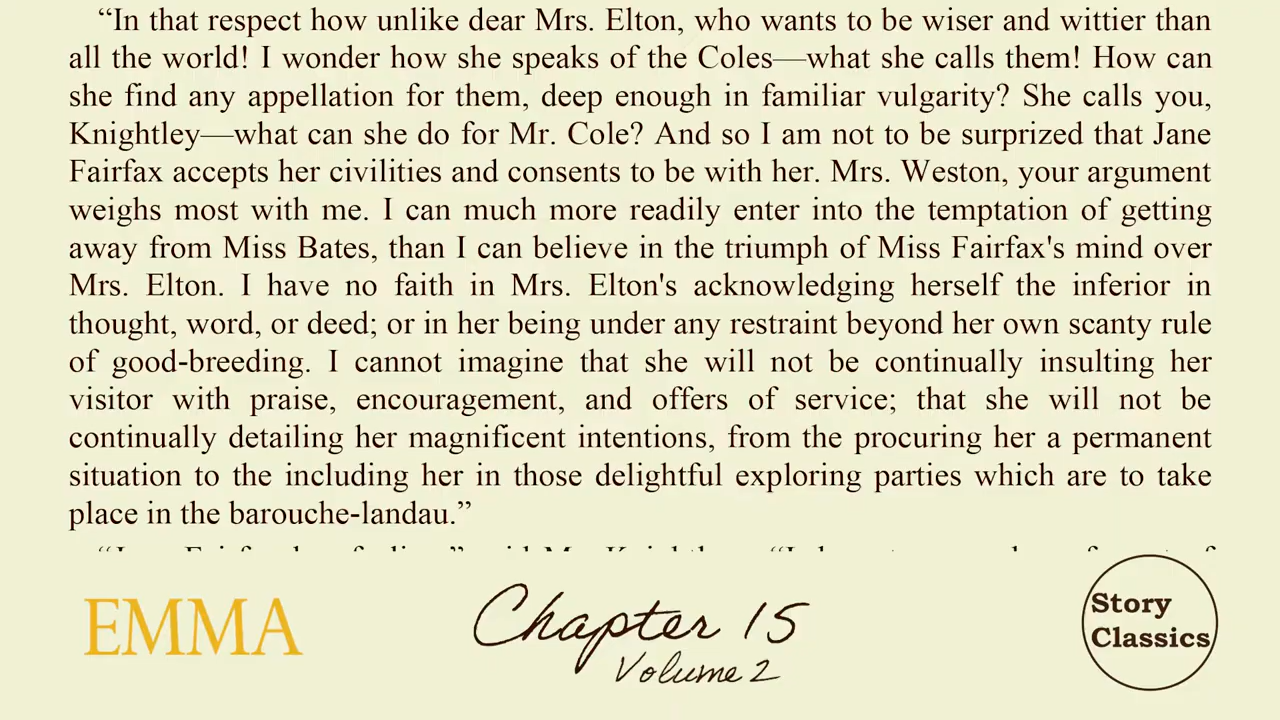 “In that respect how unlike dear Mrs. Elton, who wants to be wiser and wittier than
all the world! I wonder how she speaks of the Coles—what she calls them! How can
she find any appellation for them, deep enough in familiar vulgarity? She calls you,
Knightley—what can she do for Mr. Cole? And so I am not to be surprized that Jane
Fairfax accepts her civilities and consents to be with her. Mrs. Weston, your argument
weighs most with me. I can much more readily enter into the temptation of getting
away from Miss Bates, than I can believe in the triumph of Miss Fairfax's mind over
Mrs. Elton. I have no faith in Mrs. Elton's acknowledging herself the inferior in
thought, word, or deed; or in her being under any restraint beyond her own scanty rule
of good-breeding. I cannot imagine that she will not be continually insulting her
visitor with praise, encouragement, and offers of service; that she will not be
continually detailing her magnificent intentions, from the procuring her a permanent
situation to the including her in those delightful exploring parties which are to take
place in the barouche-landau.”
EMMA
Chapter 15
Volume 2
Story
Classics